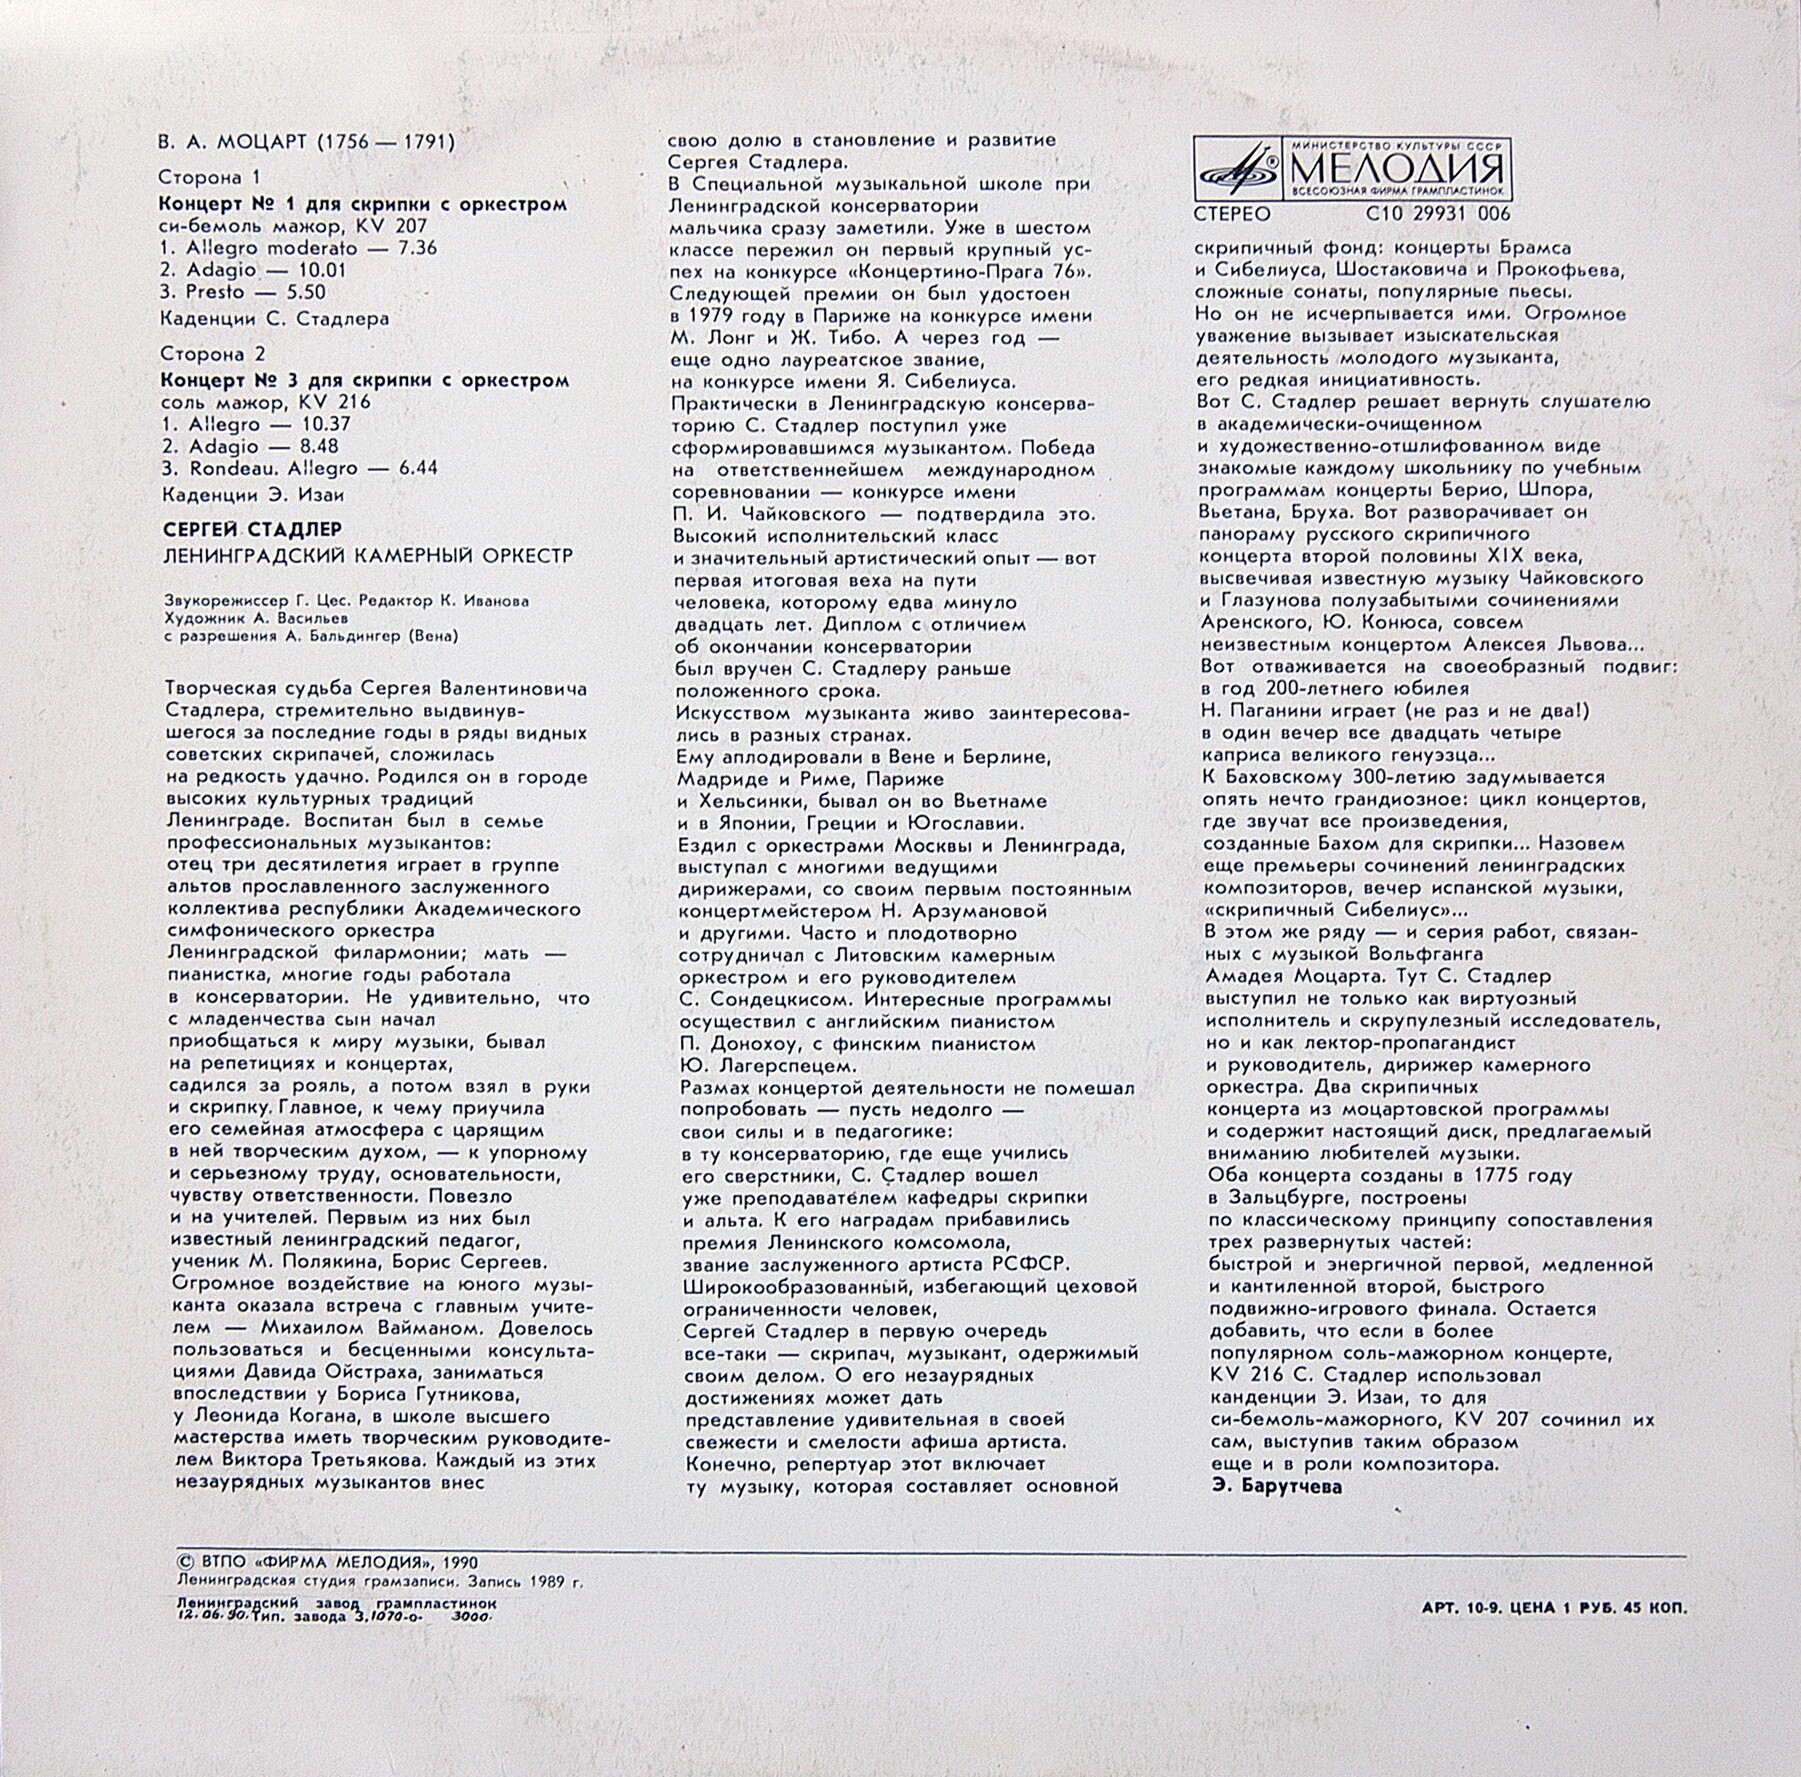 В. А. МОЦАРТ (1756 — 1791)
Сторона 1
Концерт № 1 для скрипки с оркестром
си-бемоль мажор, KV 207
1. Allegro moderato — 7.36
2. Adagio — 10.01
3. Presto — 5.50
Каденции С. Стадлера
Сторона 2
Концерт № 3 для скрипки с оркестром
соль мажор, KV 216
1. Allegro — 10.37
2. Adagio — 8.48
3. Rondeau. Allegro — 6.44
Каденции Э. Изаи
СЕРГЕЙ СТАДЛЕР
ЛЕНИНГРАДСКИЙ КАМЕРНЫЙ ОРКЕСТР
Звукорежиссер Г. Цес. Редактор К. Иванова
Художник А. Васильев
с разрешения А. Бальдингер (Вена)
Творческая судьба Сергея Валентиновича
Стадлера, стремительно выдвинув-
шегося за последние годы в ряды видных
советских скрипачей, сложилась
на редкость удачно. Родился он в городе
высоких культурных традиций
Ленинграде. Воспитан был в семье
профессиональных музыкантов:
отец три десятилетия играет в группе
альтов прославленного заслуженного
коллектива республики Академического
симфонического оркестра
Ленинградской филармонии; мать —
пианистка, многие годы работала
в консерватории. Не удивительно, что
с младенчества сын начал
приобщаться к миру музыки, бывал
на репетициях и концертах,
садился за рояль, а потом взял в руки
и скрипку. Главное, к чему приучила
его семейная атмосфера с царящим
в ней творческим духом, — к упорному
и серьезному труду, основательности,
чувству ответственности. Повезло
и на учителей. Первым из них был
известный ленинградский педагог,
ученик М. Полякина, Борис Сергеев.
Огромное воздействие на юного музы-
канта оказала встреча с главным учите-
лем — Михаилом Вайманом. Довелось
пользоваться и бесценными консульта-
циями Давида Ойстраха, заниматься
впоследствии у Бориса Гутникова,
у Леонида Когана, в школе высшего
мастерства иметь творческим руководите-
лем Виктора Третьякова. Каждый из этих
незаурядных музыкантов внес
свою долю в становление и развитие
Сергея Стадлера.
В Специальной музыкальной школе при
Ленинградской консерватории
мальчика сразу заметили. Уже в шестом
классе пережил он первый крупный ус-
пех на конкурсе «Концертино-Прага 76».
Следующей премии он был удостоен
в 1979 году в Париже на конкурсе имени
М. Лонг и Ж. Тибо. А через год —
еще одно лауреатское звание,
на конкурсе имени Я. Сибелиуса.
Практически в Ленинградскую консерва-
торию С. Стадлер поступил уже
сформировавшимся музыкантом. Победа
на ответственнейшем международном
соревновании — конкурсе имени
П. И. Чайковского — подтвердила это.
Высокий исполнительский класс
и значительный артистический опыт — вот
первая итоговая веха на пути
человека, которому едва минуло
двадцать лет. Диплом с отличием
об окончании консерватории
был вручен С. Стадлеру раньше
положенного срока.
Искусством музыканта живо заинтересова-
лись в разных странах.
Ему аплодировали в Вене и Берлине,
Мадриде и Риме, Париже
и Хельсинки, бывал он во Вьетнаме
и в Японии, Греции и Югославии.
Ездил с оркестрами Москвы и Ленинграда,
выступал с многими ведущими
дирижерами, со своим первым постоянным
концертмейстером Н. Арзумановой
и другими. Часто и плодотворно
сотрудничал с Литовским камерным
оркестром и его руководителем
С. Сондецкисом. Интересные программы
осуществил с английским пианистом
П. Донохоу, с финским пианистом
Ю. Лагерспецем.
Размах концертой деятельности не помешал
попробовать — пусть недолго —
свои силы и в педагогике:
в ту консерваторию, где еще учились
его сверстники, С. Стадлер вошел
уже преподавателем кафедры скрипки
и альта. К его наградам прибавились
премия Ленинского комсомола,
звание заслуженного артиста РСФСР.
Широкообразованный, избегающий цеховой
ограниченности человек,
Сергей Стадлер в первую очередь
все-таки — скрипач, музыкант, одержимый
своим делом. О его незаурядных
достижениях может дать
представление удивительная в своей
свежести и смелости афиша артиста.
Конечно, репертуар этот включает
ту музыку, которая составляет основной
МИНИСТЕРСТВО КУЛЬТУРЫ СССР
МЕЛОДИЯ
ВСЕСОЮЗНАЯ ФИРМА ГРАМПЛАСТИНОК
СТЕРЕО С10 29931 006
скрипичный фонд: концерты Брамса
и Сибелиуса, Шостаковича и Прокофьева,
сложные сонаты, популярные пьесы.
Но он не исчерпывается ими. Огромное
уважение вызывает изыскательская
деятельность молодого музыканта,
его редкая инициативность.
Вот С. Стадлер решает вернуть слушателю
в академически-очищенном
и художественно-отшлифованном виде
знакомые каждому школьнику по учебным
программам концерты Берио, Шпора,
Вьетана, Бруха. Вот разворачивает он
панораму русского скрипичного
концерта второй половины XIX века,
высвечивая известную музыку Чайковского
и Глазунова полузабытыми сочинениями
Аренского, Ю. Конюса, совсем
неизвестным концертом Алексея Львова...
Вот отваживается на своеобразный подвиг:
в год 200-летнего юбилея
Н. Паганини играет (не раз и не два!)
в один вечер все двадцать четыре
каприса великого генуэзца...
К Баховскому 300-летию задумывается
опять нечто грандиозное: цикл концертов,
где звучат все произведения,
созданные Бахом для скрипки... Назовем
еще премьеры сочинений ленинградских
композиторов, вечер испанской музыки,
«скрипичный Сибелиус»...
В этом же ряду — и серия работ, связан-
ных с музыкой Вольфганга
Амадея Моцарта. Тут С. Стадлер
выступил не только как виртуозный
исполнитель и скрупулезный исследователь,
но и как лектор-пропагандист
и руководитель, дирижер камерного
оркестра. Два скрипичных
концерта из моцартовской программы
и содержит настоящий диск, предлагаемый
вниманию любителей музыки.
Оба концерта созданы в 1775 году
в Зальцбурге, построены
по классическому принципу сопоставления
трех развернутых частей:
быстрой и энергичной первой, медленной
и кантиленной второй, быстрого
подвижно-игрового финала. Остается
добавить, что если в более
популярном соль-мажорном концерте,
KV 216 С. Стадлер использовал
канденции Э. Изаи, то для
си-бемоль-мажорного, KV 207 сочинил их
сам, выступив таким образом
еще и в роли композитора.
Э. Барутчева
© ВТПО «ФИРМА МЕЛОДИЯ», 1990
Ленинградская студия грамзаписи. Запись 1989 г.
Ленинградский завод грампластинок
12.06.90. Тип. завода З. 1070-0- 3000.
АРТ. 10-9. ЦЕНА 1 РУБ. 45 КОП.